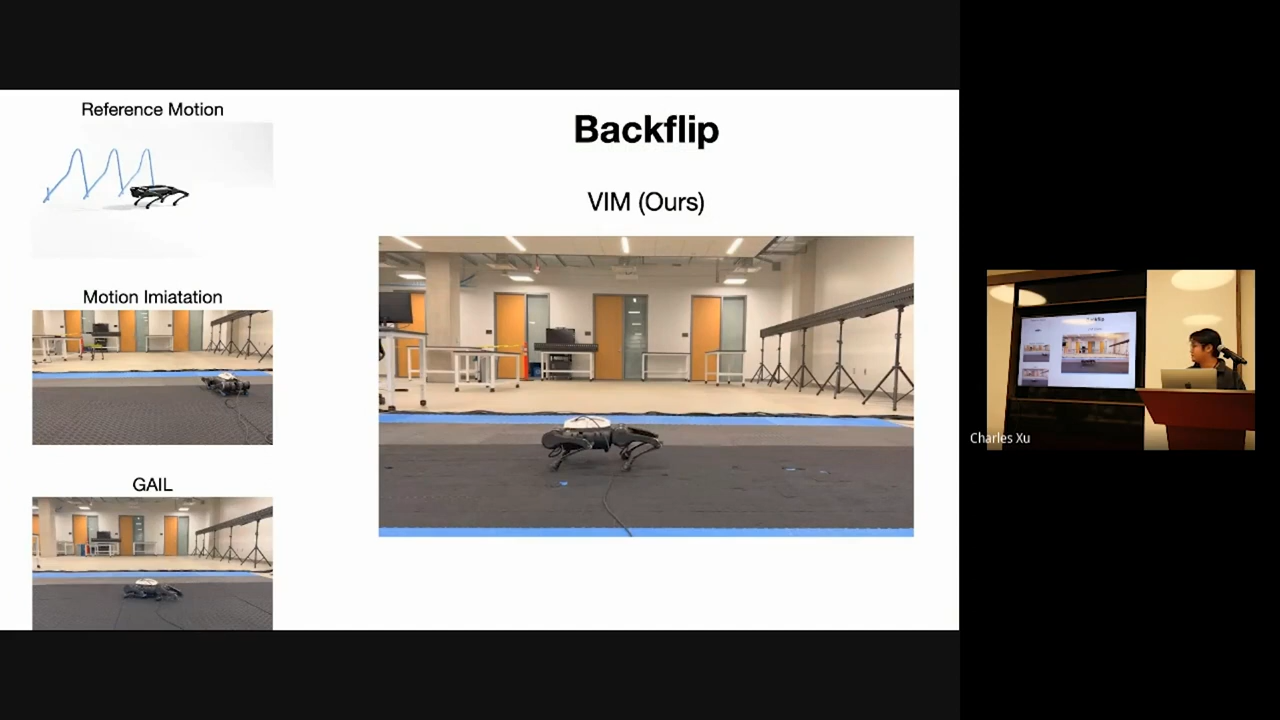 Reference Motion
Backflip
VIM (Ours)
Motion Imiatation
GAIL
Charles Xu